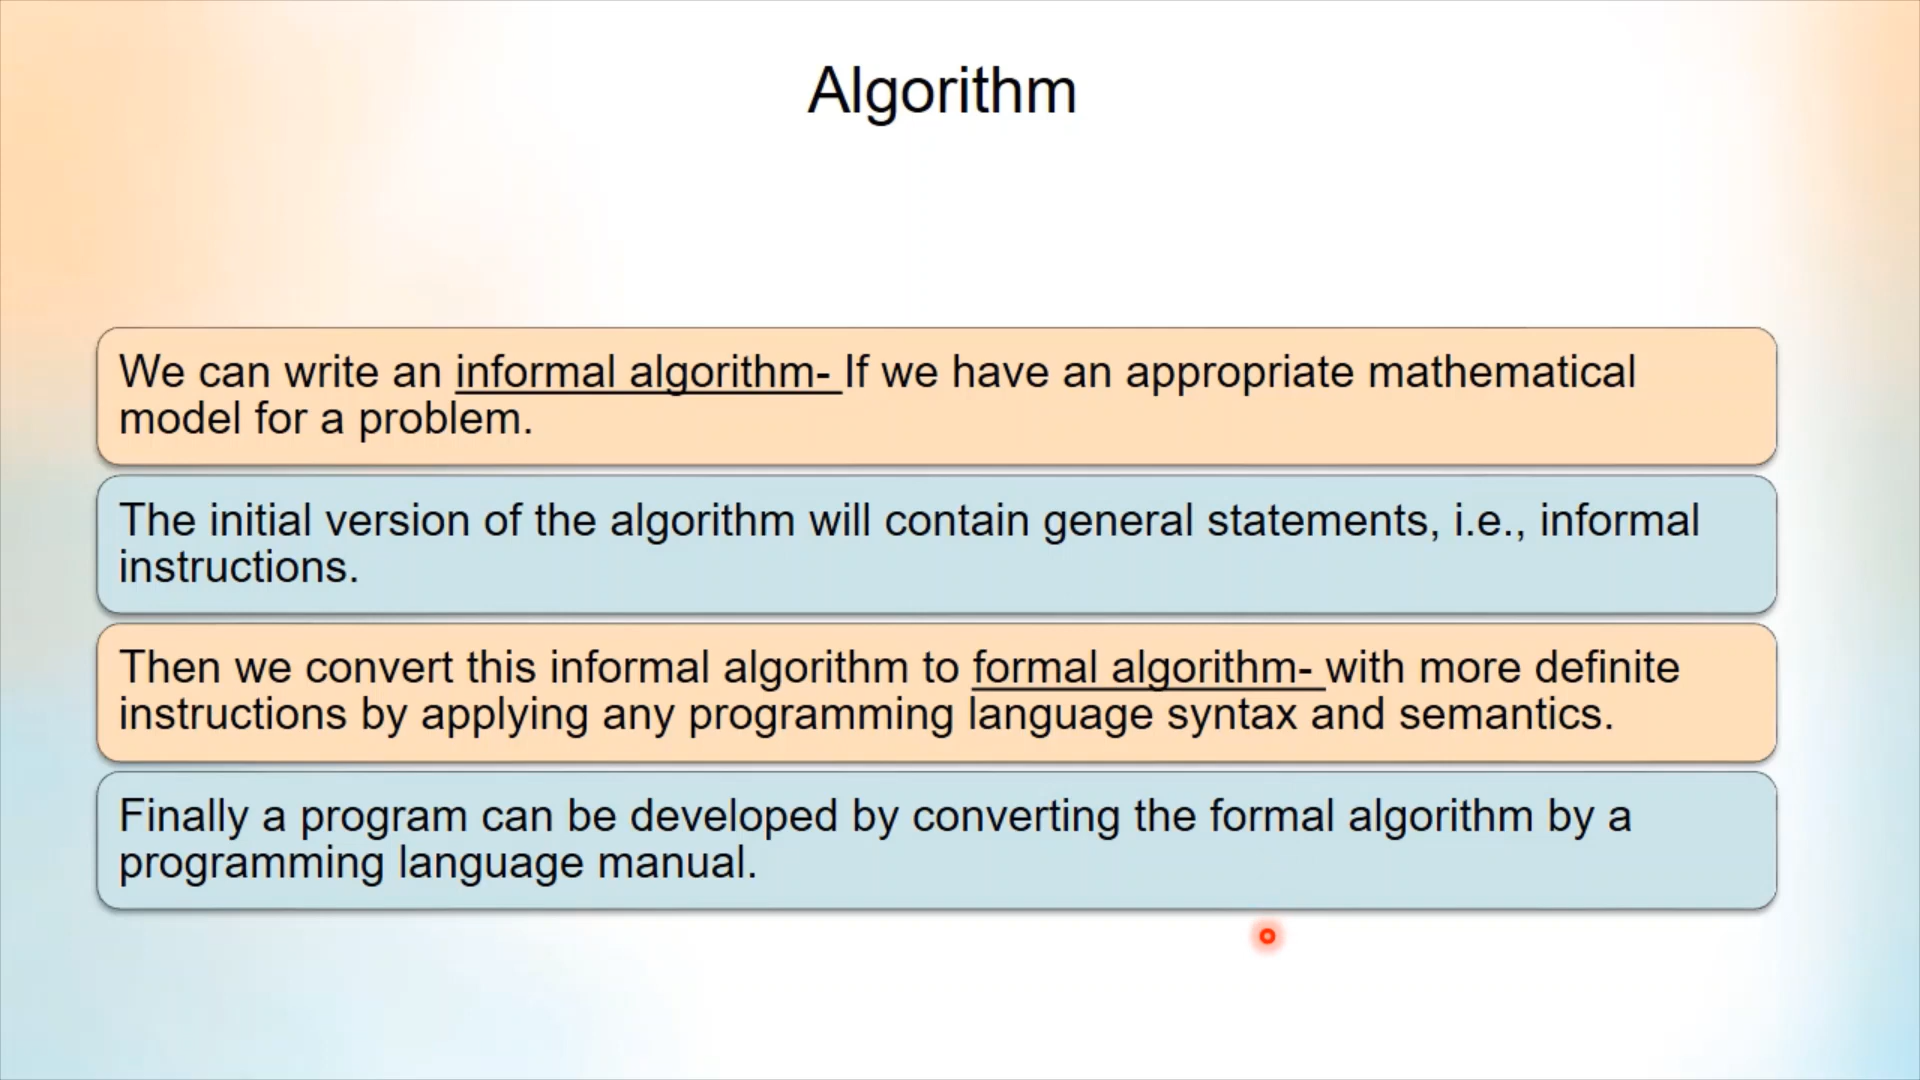 Algorithm
We can write an informal algorithm- If we have an appropriate mathematical
model for a problem.
The initial version of the algorithm will contain general statements, i.e., informal
instructions.
Then we convert this informal algorithm to formal algorithm- with more definite
instructions by applying any programming language syntax and semantics.
Finally a program can be developed by converting the formal algorithm by a
programming language manual.